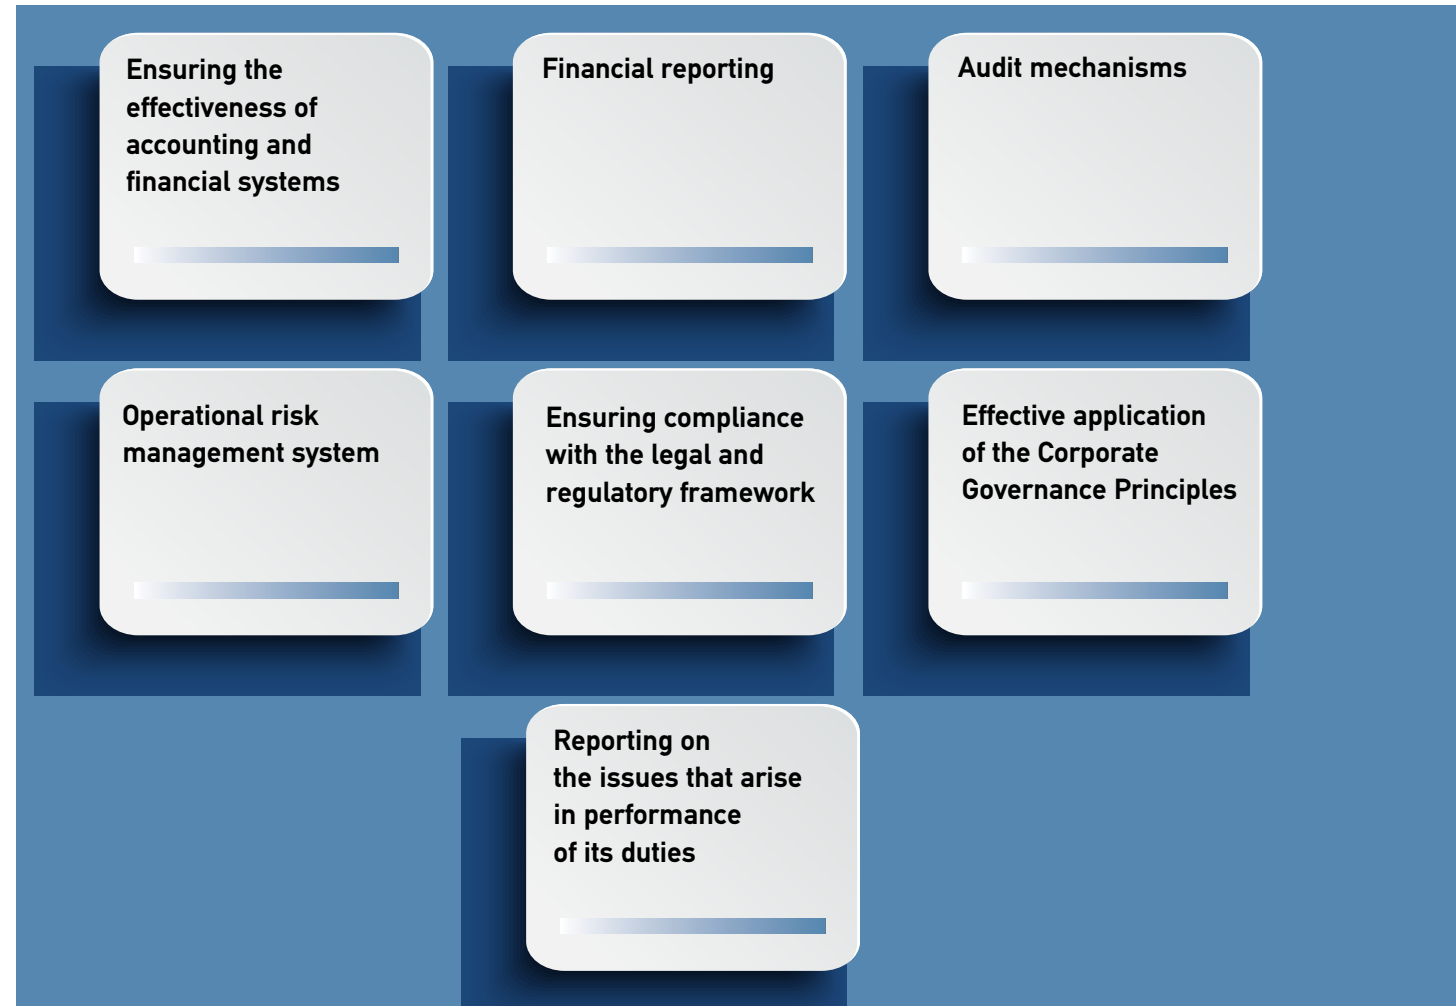 Ensuring the
effectiveness of
accounting and
financial systems
Financial reporting
Audit mechanisms
Operational risk
management system
Ensuring compliance
with the legal and
regulatory framework
Effective application
of the Corporate
Governance Principles
Reporting on
the issues that arise
in performance
of its duties